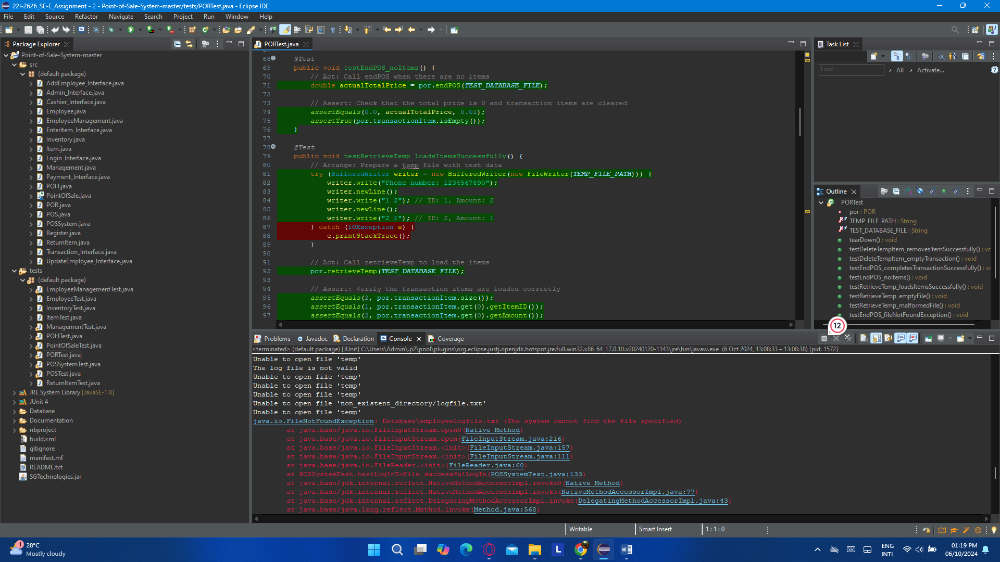 22I-2626_SE-E_Assignment - 2 - Point-of-Sale-System-master/tests/PORTest.java - Eclipse IDE
File Edit Source Refactor Navigate Search Project Run Window Help
Package Explorer
Point-of-Sale-System-master
src
(default package)
AddEmployee_Interface.java
Admin_Interface.java
Cashier_Interface.java
Employee.java
EmployeeManagement.java
EnterItem_Interface.java
Inventory.java
Item.java
Login_Interface.java
Management.java
Payment_Interface.java
POH.java
PointOfSale.java
POR.java
POS.java
POSSystem.java
Register.java
ReturnItem.java
Transaction_Interface.java
UpdateEmployee_Interface.java
tests
(default package)
EmployeeManagementTest.java
EmployeeTest.java
InventoryTest.java
ItemTest.java
ManagementTest.java
POHTest.java
PointOfSaleTest.java
PORTest.java
POSSystemTest.java
POSTest.java
ReturnItemTest.java
JRE System Library [JavaSE-1.8]
JUnit 4
Database
Documentation
nbproject
build.xml
gitignore
manifest.mf
README.txt
SGTechnologies.jar
PORTest.java
68 @Test
69 public void testEndPOS_noItems() {
70 // Act: Call endPOS when there are no items
71 double actualTotalPrice = por.endPOS(TEST_DATABASE_FILE);
72
73 // Assert: Check that the total price is 0 and transaction items are cleared
74 assertEquals(0.0, actualTotalPrice, 0.01);
75 assertTrue(por.transactionItem.isEmpty());
76 }
77
78 @Test
79 public void testRetrieveTemp_loadsItemsSuccessfully() {
80 // Arrange: Prepare a temp file with test data
81 try (BufferedWriter writer = new BufferedWriter(new FileWriter(TEMP_FILE_PATH))) {
82 writer.write("Phone number: 1234567890");
83 writer.newLine();
84 writer.write("1 2"); // ID: 1, Amount: 2
85 writer.newLine();
86 writer.write("2 1"); // ID: 2, Amount: 1
87 } catch (IOException e) {
88 e.printStackTrace();
89 }
90
91 // Act: Call retrieveTemp to load the items
92 por.retrieveTemp(TEST_DATABASE_FILE);
93
94 // Assert: Verify the transaction items are loaded correctly
95 assertEquals(2, por.transactionItem.size());
96 assertEquals(1, por.transactionItem.get(0).getItemID());
97 assertEquals(2, por.transactionItem.get(0).getAmount());
Task List
Find All Activate...
Outline
PORTest
por : POR
TEMP_FILE_PATH : String
TEST_DATABASE_FILE : String
tearDown() : void
testDeleteTempItem_removesItemSuccessfully() : vo
testDeleteTempItem_emptyTransaction() : void
testEndPOS_completesTransactionSuccessfully() : v
testEndPOS_noItems() : void
testRetrieveTemp_loadsItemsSuccessfully() : void
testRetrieveTemp_emptyFile() : void
testRetrieveTemp_malformedFile() : void
testEndPOS_fileNotFoundException() : void
12
Problems Javadoc Declaration Console Coverage
<terminated> (default package) [JUnit] C:\Users\Admin\.p2\pool\plugins\org.eclipse.justj.openjdk.hotspot.jre.full.win32.x86_64_17.0.10.v20240120-1143\jre\bin\javaw.exe (6 Oct 2024, 13:08:33 – 13:08:38) [pid: 1572]
Unable to open file 'temp'
The log file is not valid
Unable to open file 'temp'
Unable to open file 'temp'
Unable to open file 'temp'
Unable to open file 'non_existent_directory/logfile.txt'
Unable to open file 'temp'
java.io.FileNotFoundException: Database\employeeLogfile.txt (The system cannot find the file specified)
at java.base/java.io.FileInputStream.open0(Native Method)
at java.base/java.io.FileInputStream.open(FileInputStream.java:216)
at java.base/java.io.FileInputStream.<init>(FileInputStream.java:157)
at java.base/java.io.FileInputStream.<init>(FileInputStream.java:111)
at java.base/java.io.FileReader.<init>(FileReader.java:60)
at POSSystemTest.testLogInToFile_successfulLogIn(POSSystemTest.java:133)
at java.base/jdk.internal.reflect.NativeMethodAccessorImpl.invoke0(Native Method)
at java.base/jdk.internal.reflect.NativeMethodAccessorImpl.invoke(NativeMethodAccessorImpl.java:77)
at java.base/jdk.internal.reflect.DelegatingMethodAccessorImpl.invoke(DelegatingMethodAccessorImpl.java:43)
at java.base/java.lang.reflect.Method.invoke(Method.java:568)
Writable Smart Insert 1 : 1 : 0
1
28°C
Mostly cloudy
ENG
INTL
01:19 PM
06/10/2024